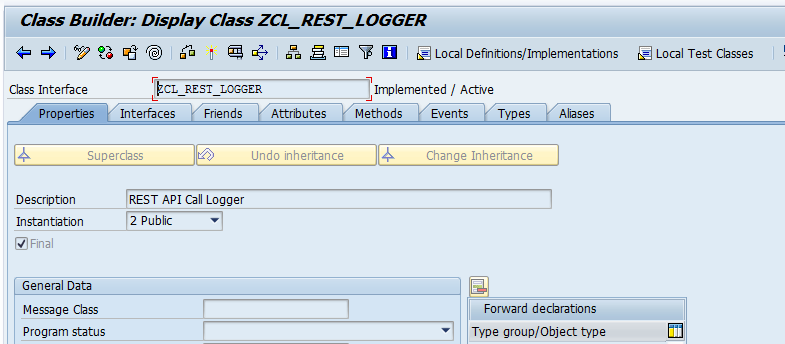 Class Builder: Display Class ZCL_REST_LOGGER
Local Definitions/Implementations Local Test Classes
Class Interface ZCL_REST_LOGGER Implemented / Active
Properties Interfaces Friends Attributes Methods Events Types Aliases
Superclass Undo inheritance Change Inheritance
Description REST API Call Logger
Instantiation 2 Public
Final
General Data
Message Class Forward declarations
Program status Type group/Object type